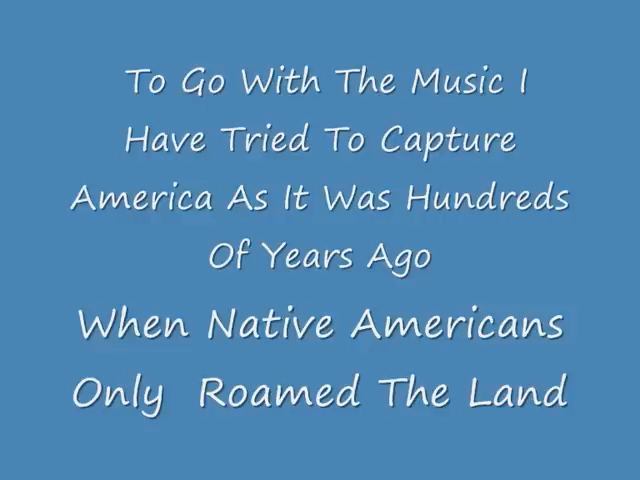 To Go With The Music I
Have Tried To Capture
America As It Was Hundreds
Of Years Ago
When Native Americans
Only  Roamed The Land